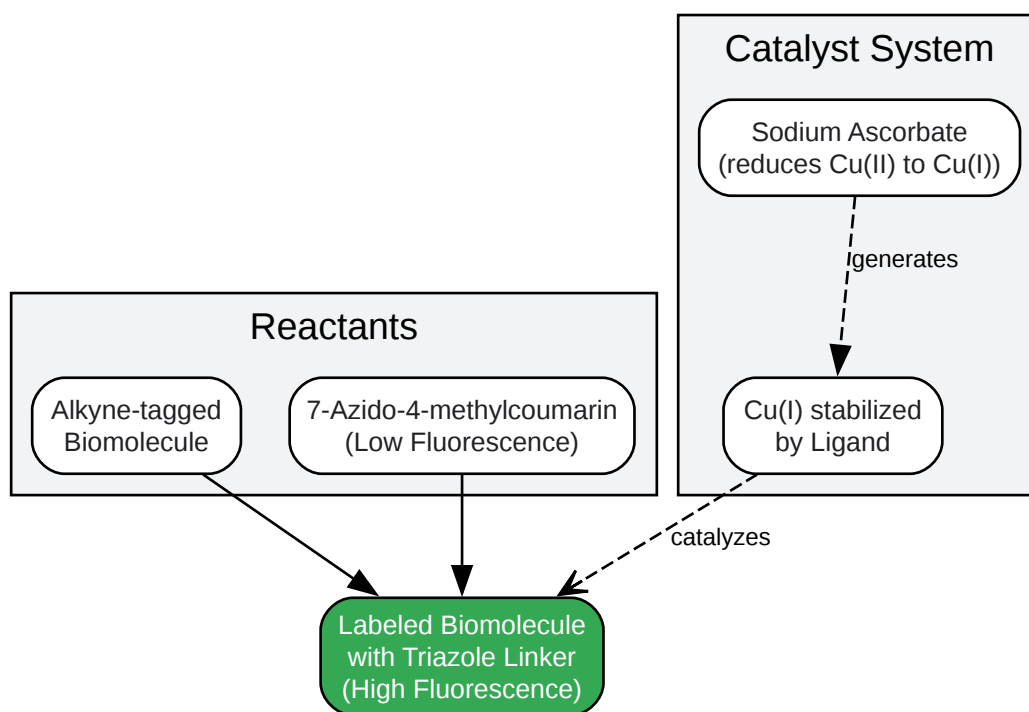 Catalyst System
Sodium Ascorbate
(reduces Cu(II) to Cu(I))
generates
Reactants
Alkyne-tagged
Biomolecule
7-Azido-4-methylcoumarin
(Low Fluorescence)
Cu(I) stabilized
by Ligand
catalyzes
Labeled Biomolecule
with Triazole Linker
(High Fluorescence)